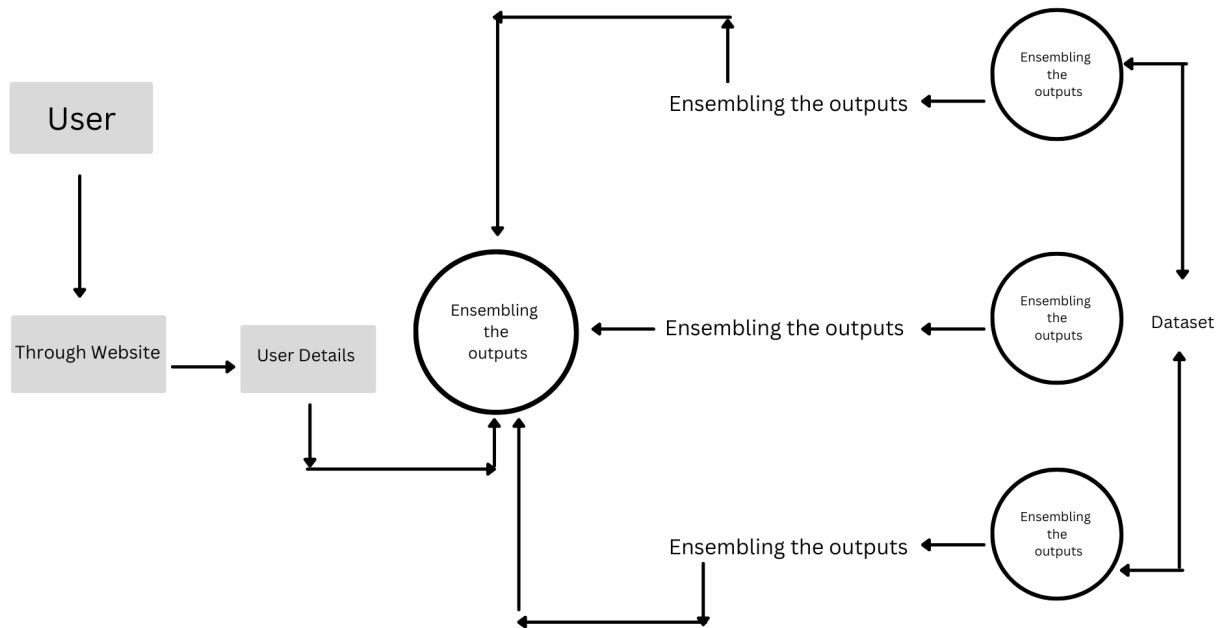 User
Through Website
User Details
Ensembling
the
outputs
Ensembling the outputs
Ensembling
the
outputs
Ensembling the outputs
Ensembling
the
outputs
Dataset
Ensembling the outputs
Ensembling
the
outputs